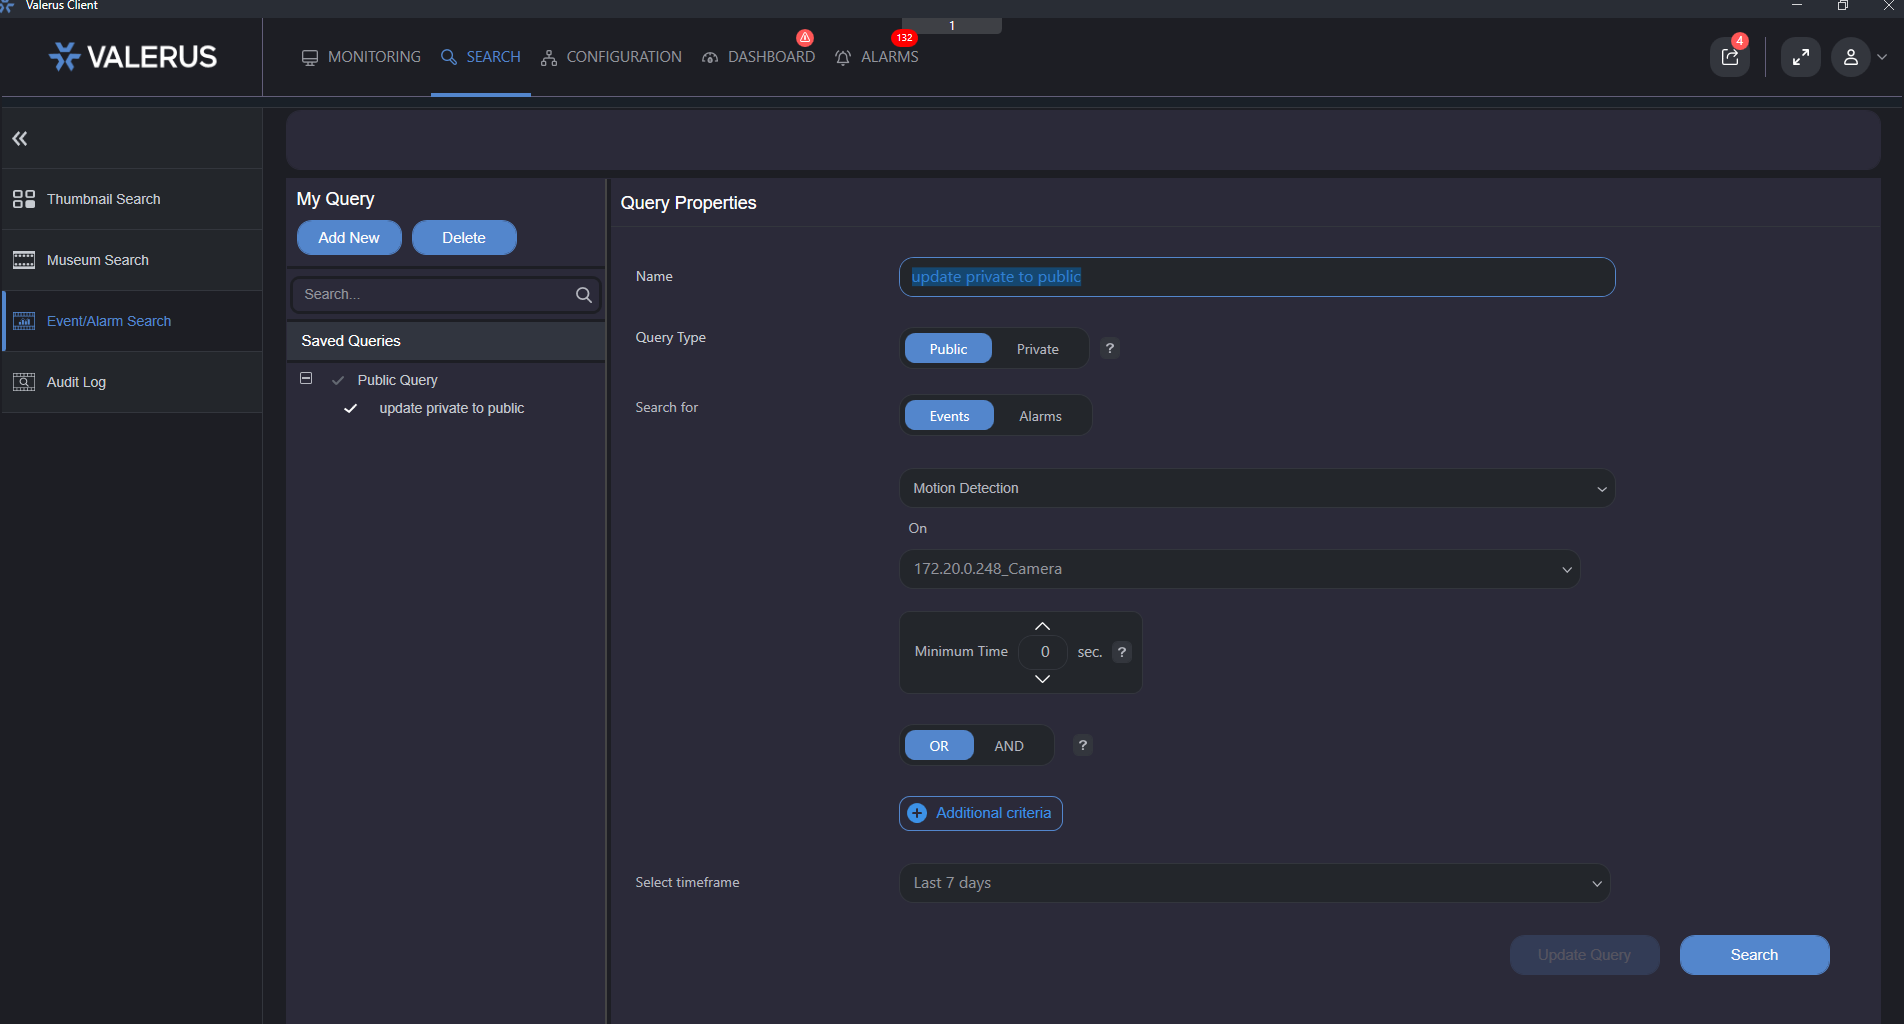 Valerus Client
1
VALERUS
MONITORING
SEARCH
CONFIGURATION
DASHBOARD
132
ALARMS
4
Thumbnail Search
Museum Search
Event/Alarm Search
Audit Log
My Query
Add New
Delete
Search...
Saved Queries
Public Query
update private to public
Query Properties
Name
update private to public
Query Type
Public
Private
?
Search for
Events
Alarms
Motion Detection
On
172.20.0.248_Camera
Minimum Time
0
sec.
?
OR
AND
?
Additional criteria
Select timeframe
Last 7 days
Update Query
Search